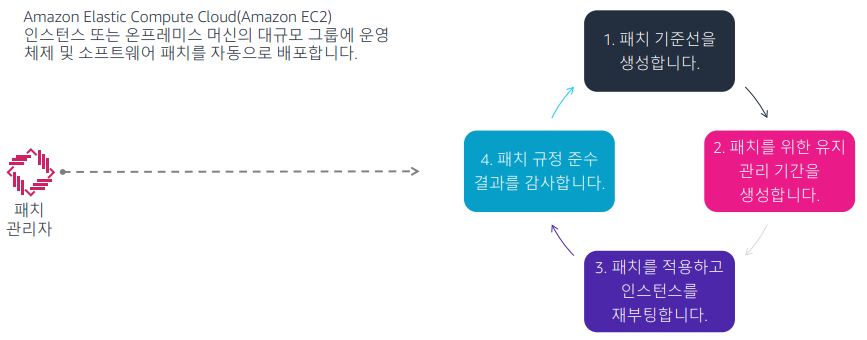 Amazon Elastic Compute Cloud(Amazon EC2)
인스턴스 또는 온프레미스 머신의 대규모 그룹에 운영
체제 및 소프트웨어 패치를 자동으로 배포합니다.
패치
관리자
1. 패치 기준선을
생성합니다.
2. 패치를 위한 유지
관리 기간을
생성합니다.
3. 패치를 적용하고
인스턴스를
재부팅합니다.
4. 패치 규정 준수
결과를 감사합니다.